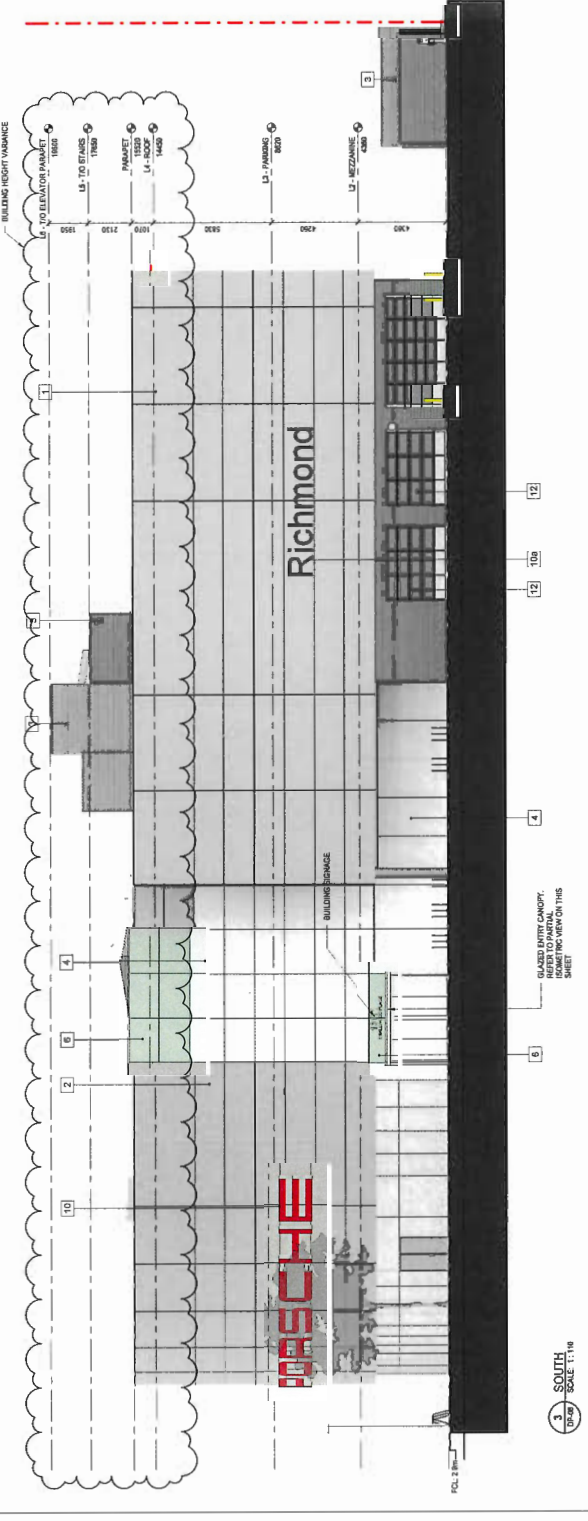 BUILDING HEIGHT VARIANCE
L6 - T/O ELEVATOR PARAPET
19600
L5 - T/O STAIRS
17650
PARAPET
15520
L4 - ROOF
14450
L3 - PARKING
8620
L2 - MEZZANINE
4360
1950
2130
1070
5830
4260
4360
10
2
6
4
3
1
3
Richmond
BUILDING SIGNAGE
PORSCHE
6
GLAZED ENTRY CANOPY.
REFER TO PARTIAL
ISOMETRIC VIEW ON THIS
SHEET
4
12
10a
12
FCL: 2.9m
3
SOUTH
DP-08
SCALE: 1 : 110